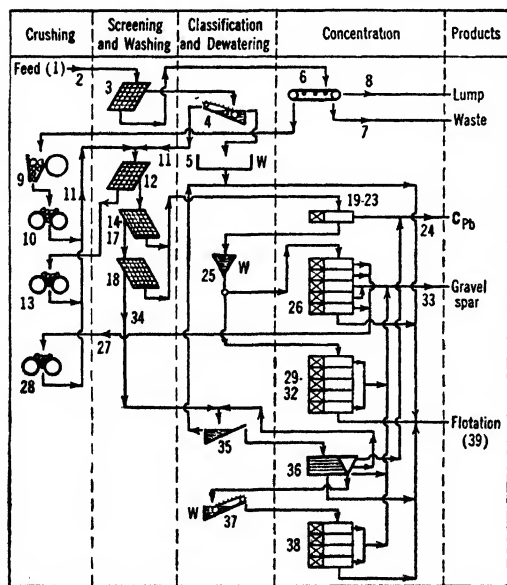 Crushing
Screening
and Washing
Classification
and Dewatering
Concentration
Products
Feed (1)
2
3
4
6
8
Lump
7
Waste
5
W
11
9
11
12
10
14
17
19-23
24
C Pb
13
18
25
W
26
33
Gravel
spar
34
27
28
29-
32
Flotation
(39)
35
36
W
37
38